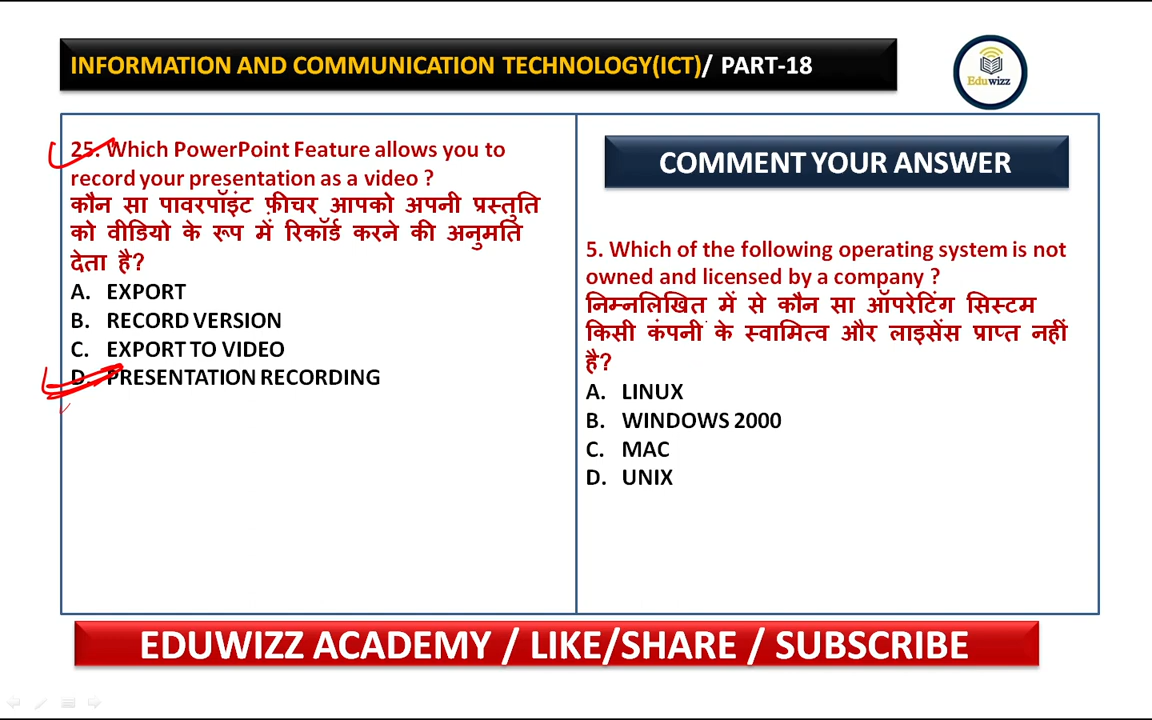 INFORMATION AND COMMUNICATION TECHNOLOGY(ICT)/ PART-18
Eduwizz
25. Which PowerPoint Feature allows you to
record your presentation as a video ?
कौन सा पावरपॉइंट फ़ीचर आपको अपनी प्रस्तुति
को वीडियो के रूप में रिकॉर्ड करने की अनुमति
देता है?
A. EXPORT
B. RECORD VERSION
C. EXPORT TO VIDEO
D. PRESENTATION RECORDING
COMMENT YOUR ANSWER
5. Which of the following operating system is not
owned and licensed by a company ?
निम्नलिखित में से कौन सा ऑपरेटिंग सिस्टम
किसी कंपनी के स्वामित्व और लाइसेंस प्राप्त नहीं
है?
A. LINUX
B. WINDOWS 2000
C. MAC
D. UNIX
EDUWIZZ ACADEMY / LIKE/SHARE / SUBSCRIBE